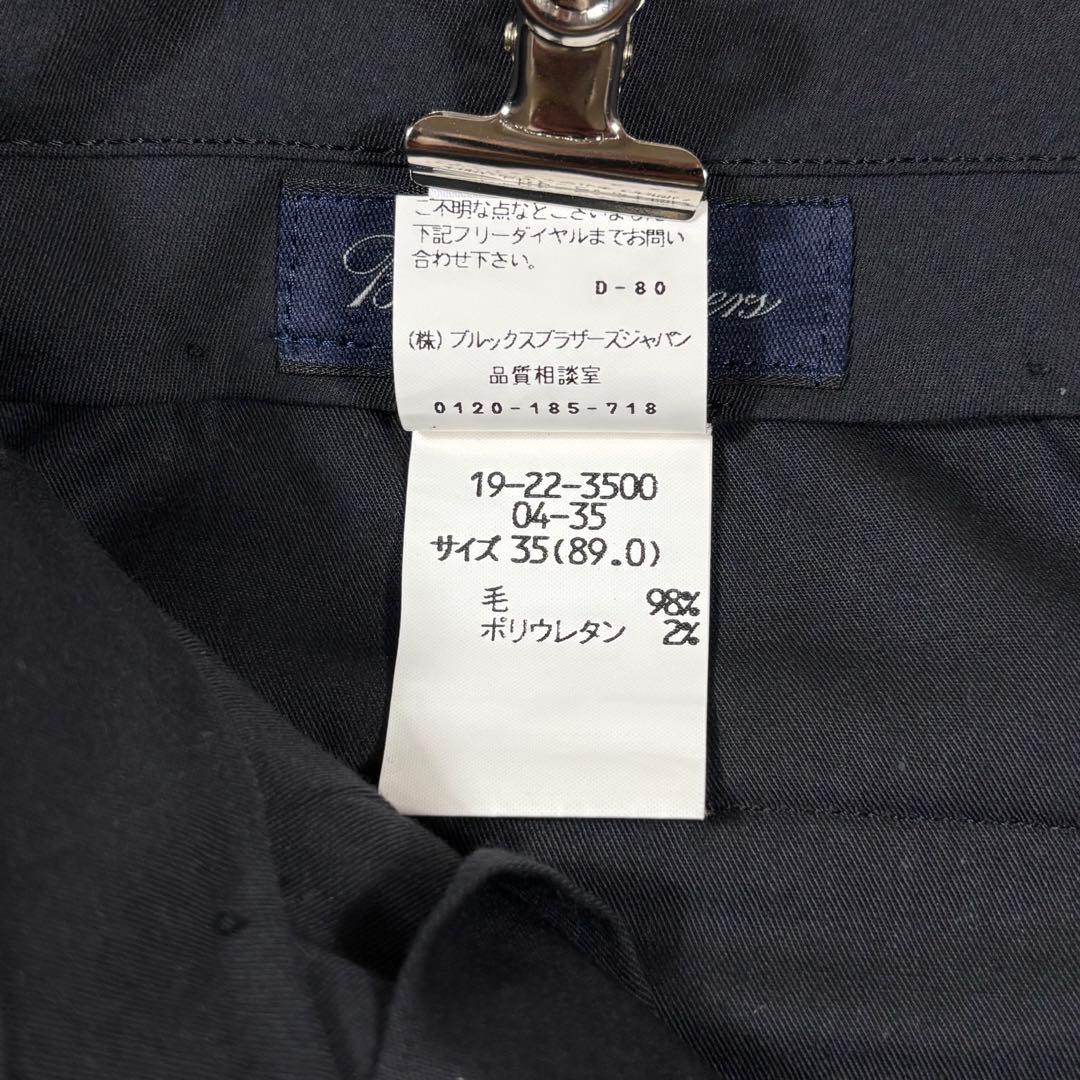 ご不明な点などございましたら
下記フリーダイヤルまでお問い
合わせ下さい。
D-80
(株)ブルックスブラザーズジャパン
品質相談室
0120-185-718
19-22-3500
04-35
サイズ 35(89.0)
毛 98%
ポリウレタン 2%